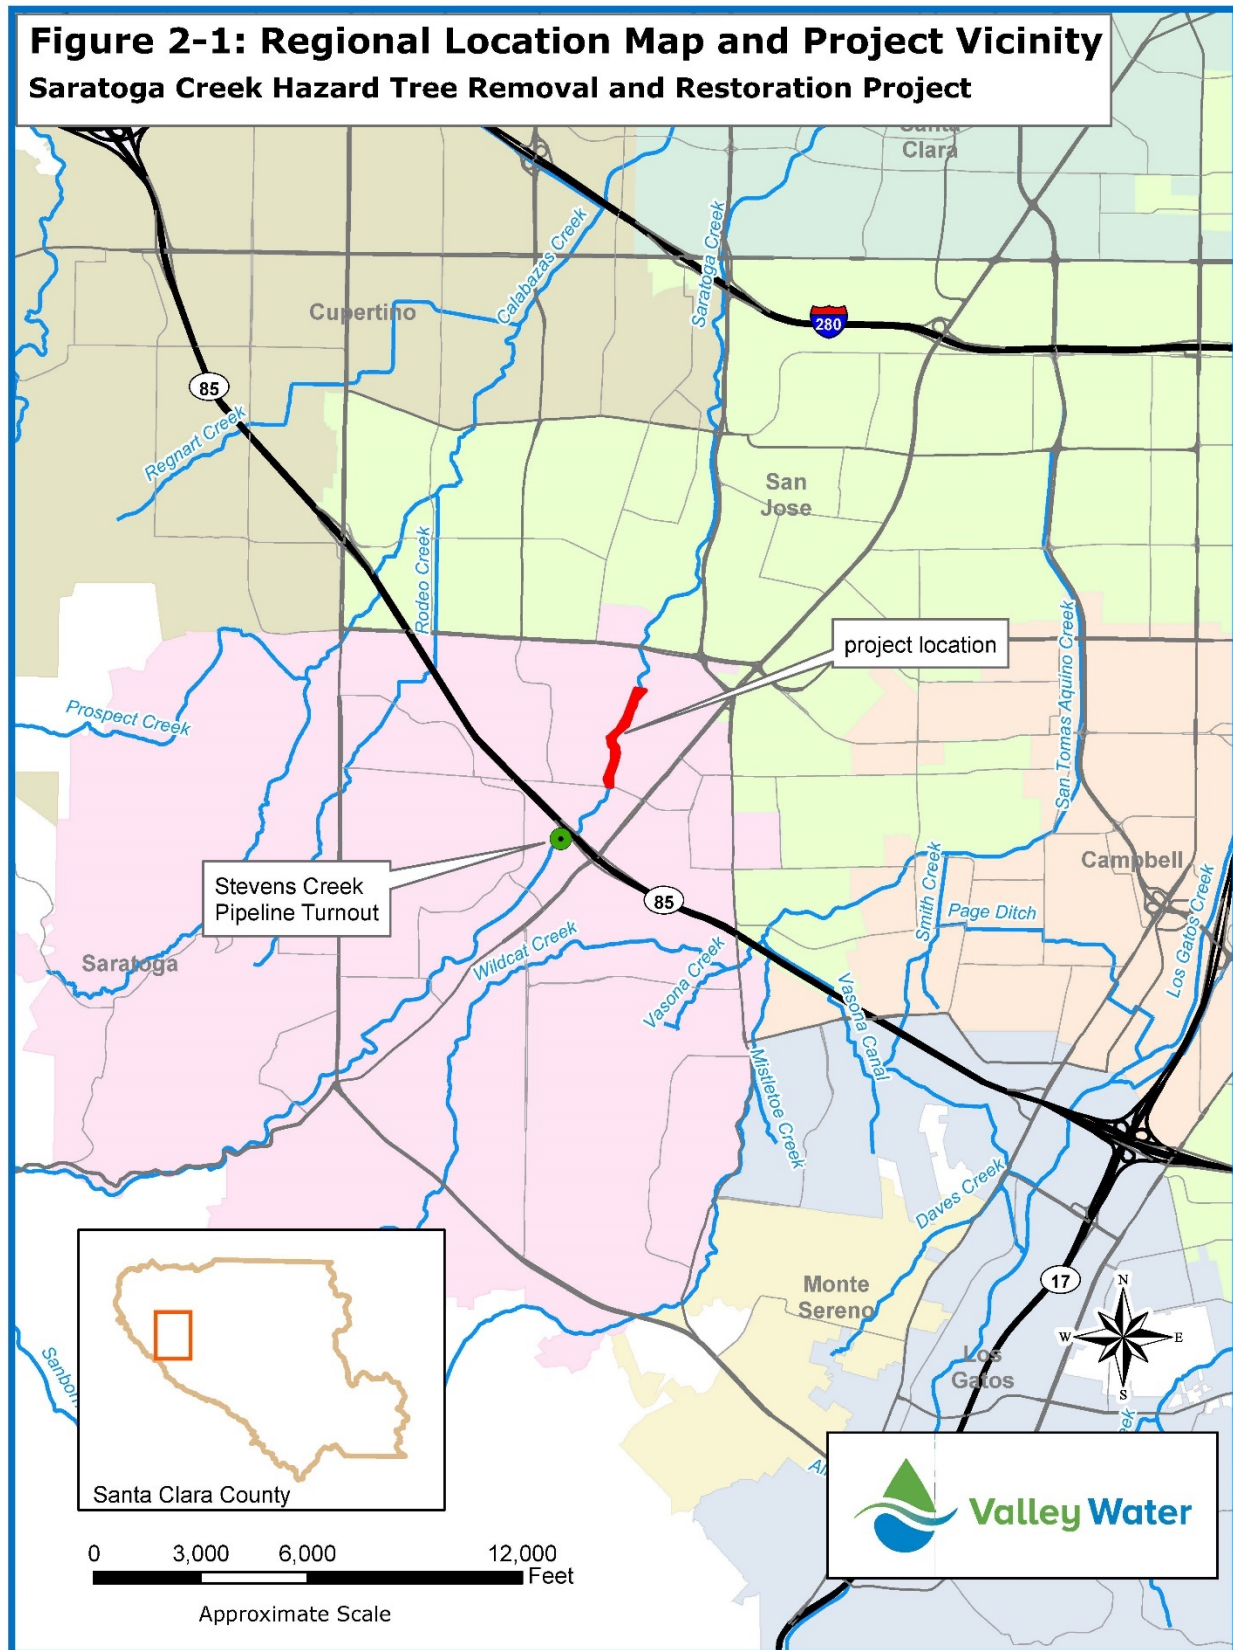 Figure 2-1: Regional Location Map and Project Vicinity
Saratoga Creek Hazard Tree Removal and Restoration Project
Santa
Clara
Calabazas Creek
Saratoga Creek
Cupertino
280
85
Regnart Creek
San
Jose
Rodeo Creek
San Tomas Aquino Creek
project location
Prospect Creek
Stevens Creek
Pipeline Turnout
85
Smith Creek
Campbell
Page Ditch
Los Gatos Creek
Saratoga
Wildcat Creek
Vasona Creek
Vasona Canal
Mistletoe Creek
Daves Creek
Monte
Sereno
17
N
W
E
S
Los
Gatos
Sanborn
eek
Santa Clara County
Valley Water
0 3,000 6,000 12,000
Feet
Approximate Scale